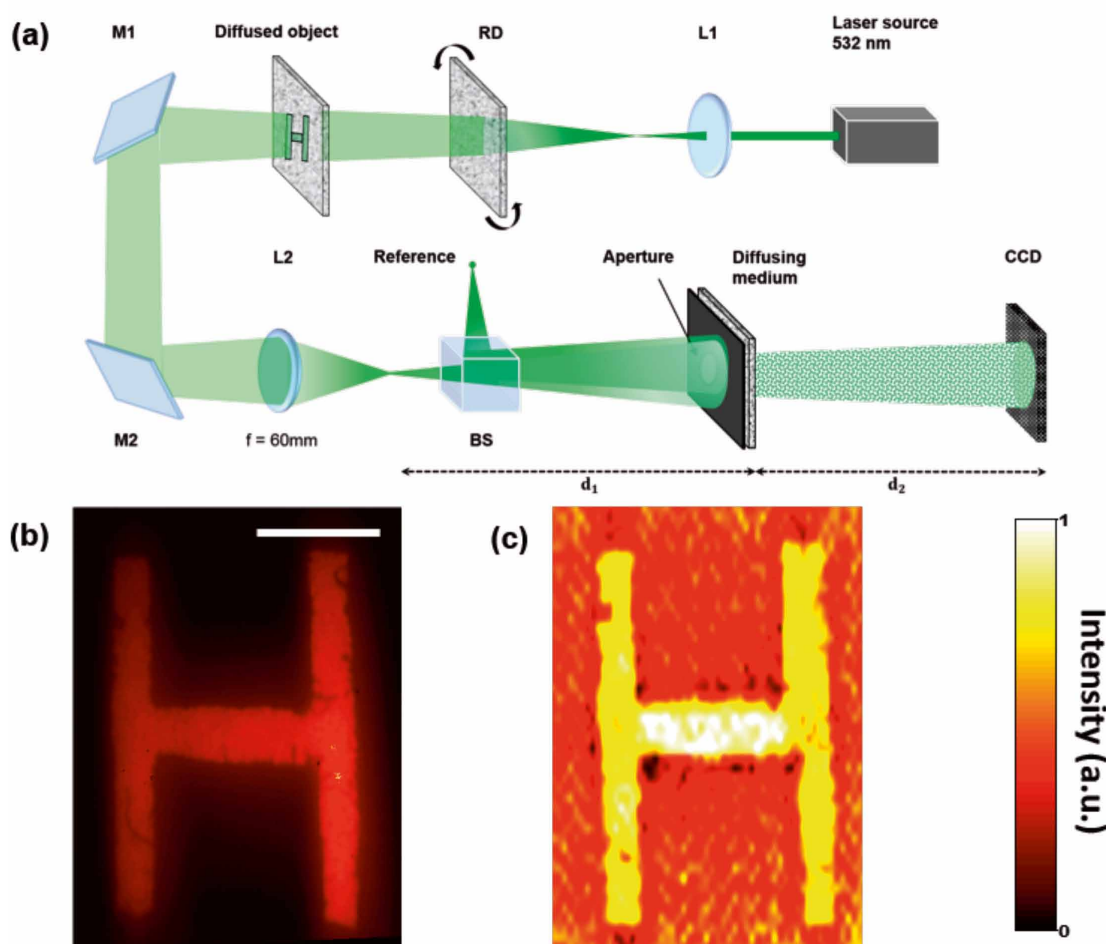 (a)
M1
Diffused object
RD
L1
Laser source
532 nm
L2
Reference
Aperture
Diffusing
medium
CCD
M2
f = 60mm
BS
d₁
d₂
(b)
(c)
1
Intensity (a.u.)
0